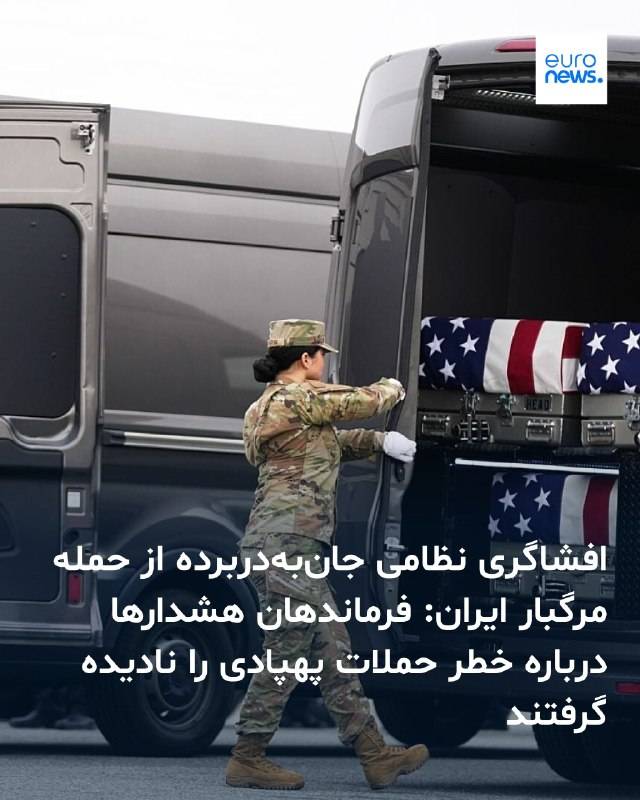 euro
news.
HEAD
افشاگری نظامی جان‌به‌دربرده از حمله
مرگبار ایران: فرماندهان هشدارها
درباره خطر حملات پهپادی را نادیده
گرفتند